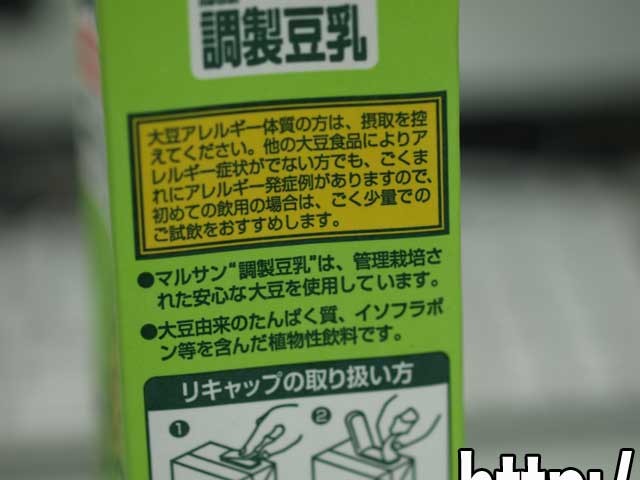 調製豆乳
大豆アレルギー体質の方は、摂取を控
えてください。他の大豆食品によりア
レルギー症状がでない方でも、ごくま
れにアレルギー発症例がありますので、
初めての飲用の場合は、ごく少量での
ご試飲をおすすめします。
●マルサン“調製豆乳”は、管理栽培さ
れた安心な大豆を使用しています。
●大豆由来のたんぱく質、イソフラボ
ン等を含んだ植物性飲料です。
リキャップの取り扱い方
1 2
http:/